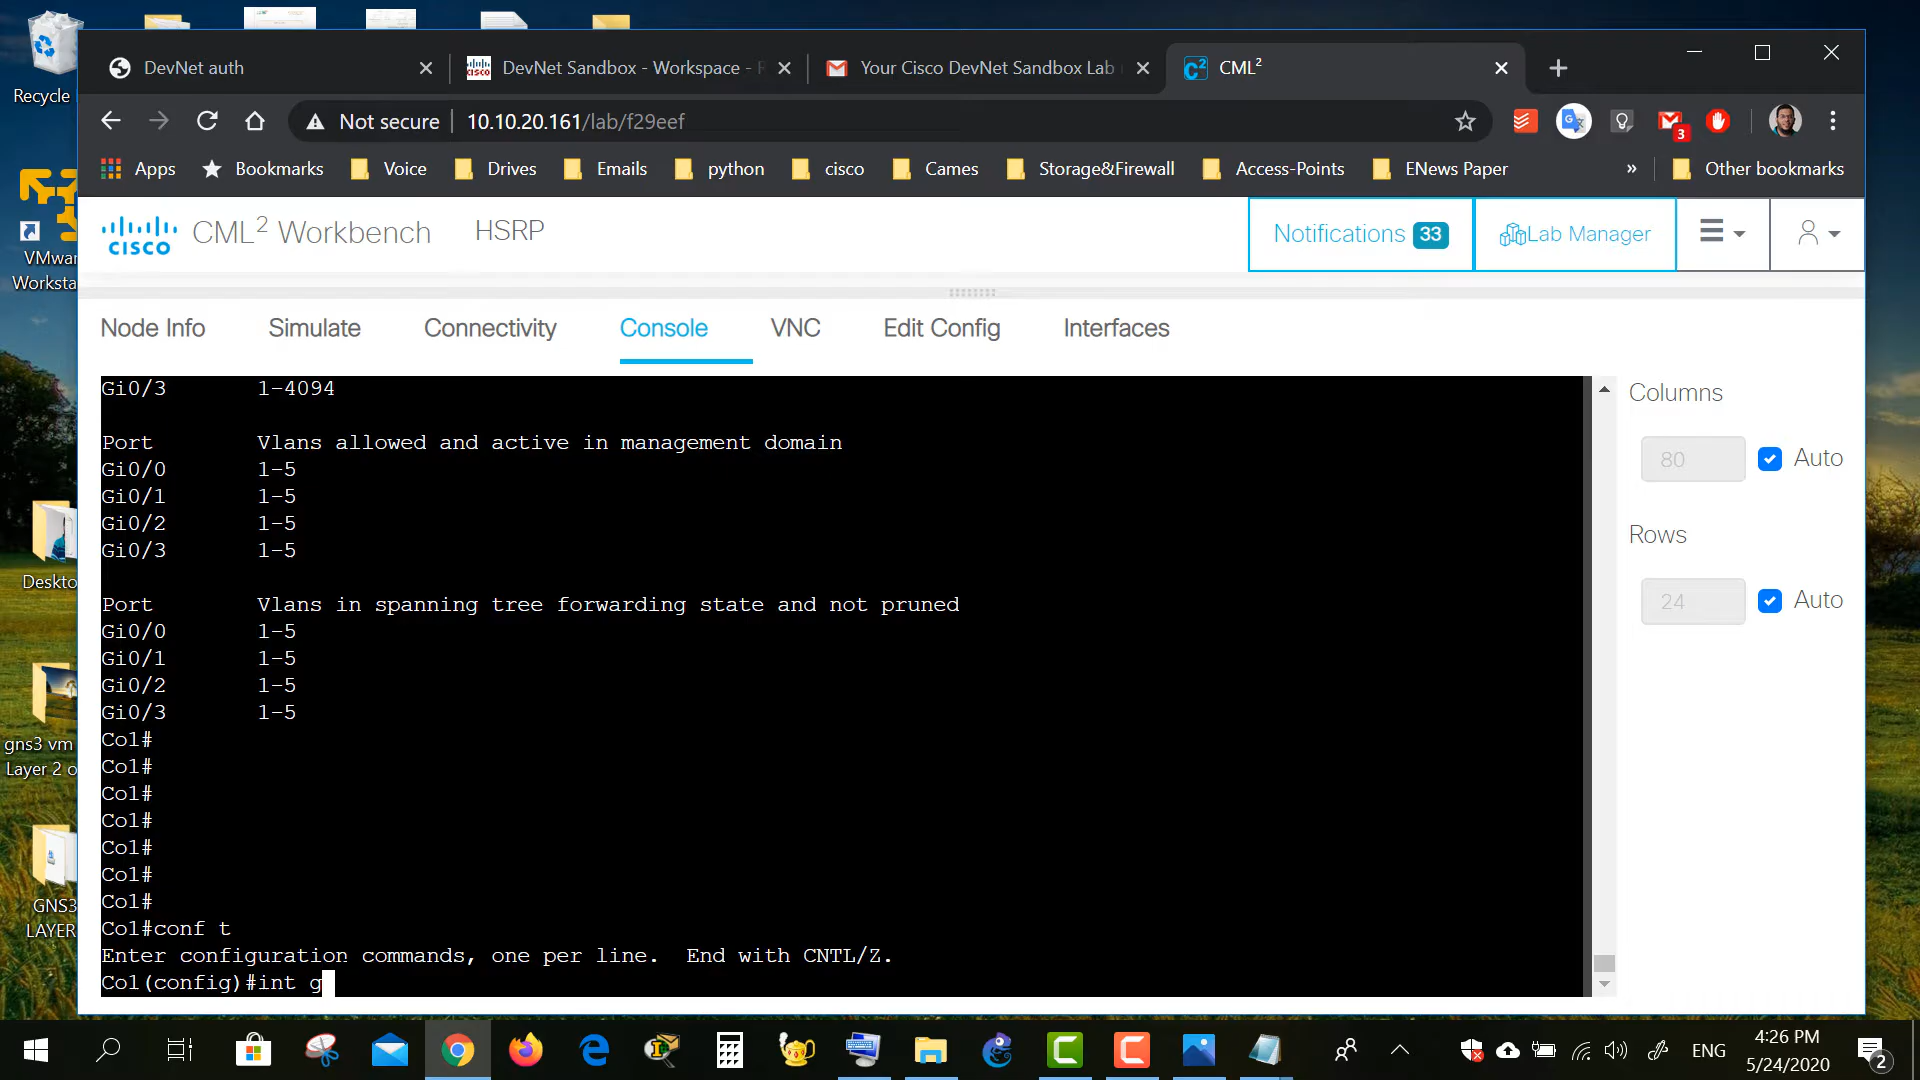 Recycle
VMwar
Worksta
Deskto
gns3 vm
Layer 2 o
GNS3
LAYER
DevNet auth
DevNet Sandbox - Workspace -
Your Cisco DevNet Sandbox Lab
CML²
Not secure
10.10.20.161/lab/f29eef
3
Apps
Bookmarks
Voice
Drives
Emails
python
cisco
Cames
Storage&Firewall
Access-Points
ENews Paper
»
Other bookmarks
CISCO
CML² Workbench
HSRP
Notifications 33
Lab Manager
Node Info
Simulate
Connectivity
Console
VNC
Edit Config
Interfaces
Gi0/3 1-4094
Port Vlans allowed and active in management domain
Gi0/0 1-5
Gi0/1 1-5
Gi0/2 1-5
Gi0/3 1-5
Port Vlans in spanning tree forwarding state and not pruned
Gi0/0 1-5
Gi0/1 1-5
Gi0/2 1-5
Gi0/3 1-5
Co1#
Co1#
Co1#
Co1#
Co1#
Co1#
Co1#
Co1#conf t
Enter configuration commands, one per line.  End with CNTL/Z.
Co1(config)#int g
Columns
80
Auto
Rows
24
Auto
ENG
4:26 PM
5/24/2020
2